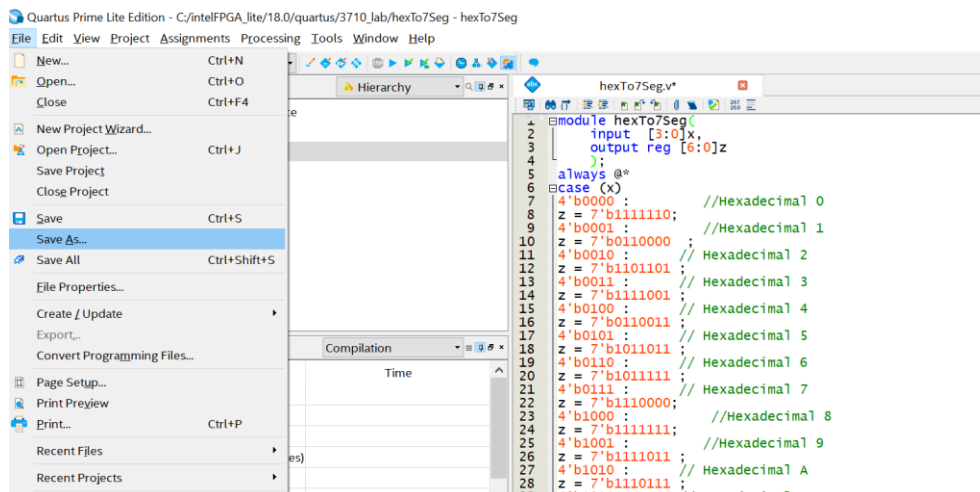 Quartus Prime Lite Edition - C:/intelFPGA_lite/18.0/quartus/3710_lab/hexTo7Seg - hexTo7Seg
File Edit View Project Assignments Processing Tools Window Help
New... Ctrl+N
Open... Ctrl+O
Close Ctrl+F4
New Project Wizard...
Open Project... Ctrl+J
Save Project
Close Project
Save Ctrl+S
Save As...
Save All Ctrl+Shift+S
File Properties...
Create / Update
Export...
Convert Programming Files...
Page Setup...
Print Preview
Print... Ctrl+P
Recent Files
Recent Projects
Hierarchy
ce
Compilation
Time
es)
hexTo7Seg.v*
abc
267
268
1 module hexTo7Seg(
2 input [3:0]x,
3 output reg [6:0]z
4 );
5 always @*
6 case (x)
7 4'b0000 : //Hexadecimal 0
8 z = 7'b1111110;
9 4'b0001 : //Hexadecimal 1
10 z = 7'b0110000 ;
11 4'b0010 : // Hexadecimal 2
12 z = 7'b1101101 ;
13 4'b0011 : // Hexadecimal 3
14 z = 7'b1111001 ;
15 4'b0100 : // Hexadecimal 4
16 z = 7'b0110011 ;
17 4'b0101 : // Hexadecimal 5
18 z = 7'b1011011 ;
19 4'b0110 : // Hexadecimal 6
20 z = 7'b1011111 ;
21 4'b0111 : // Hexadecimal 7
22 z = 7'b1110000;
23 4'b1000 : //Hexadecimal 8
24 z = 7'b1111111;
25 4'b1001 : //Hexadecimal 9
26 z = 7'b1111011 ;
27 4'b1010 : // Hexadecimal A
28 z = 7'b1110111 ;